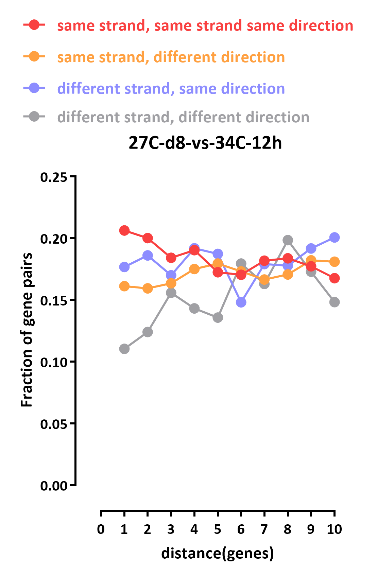 same strand, same strand same direction
same strand, different direction
different strand, same direction
different strand, different direction
27C-d8-vs-34C-12h
0.25
0.20
0.15
0.10
0.05
0.00
Fraction of gene pairs
0 1 2 3 4 5 6 7 8 9 10
distance(genes)